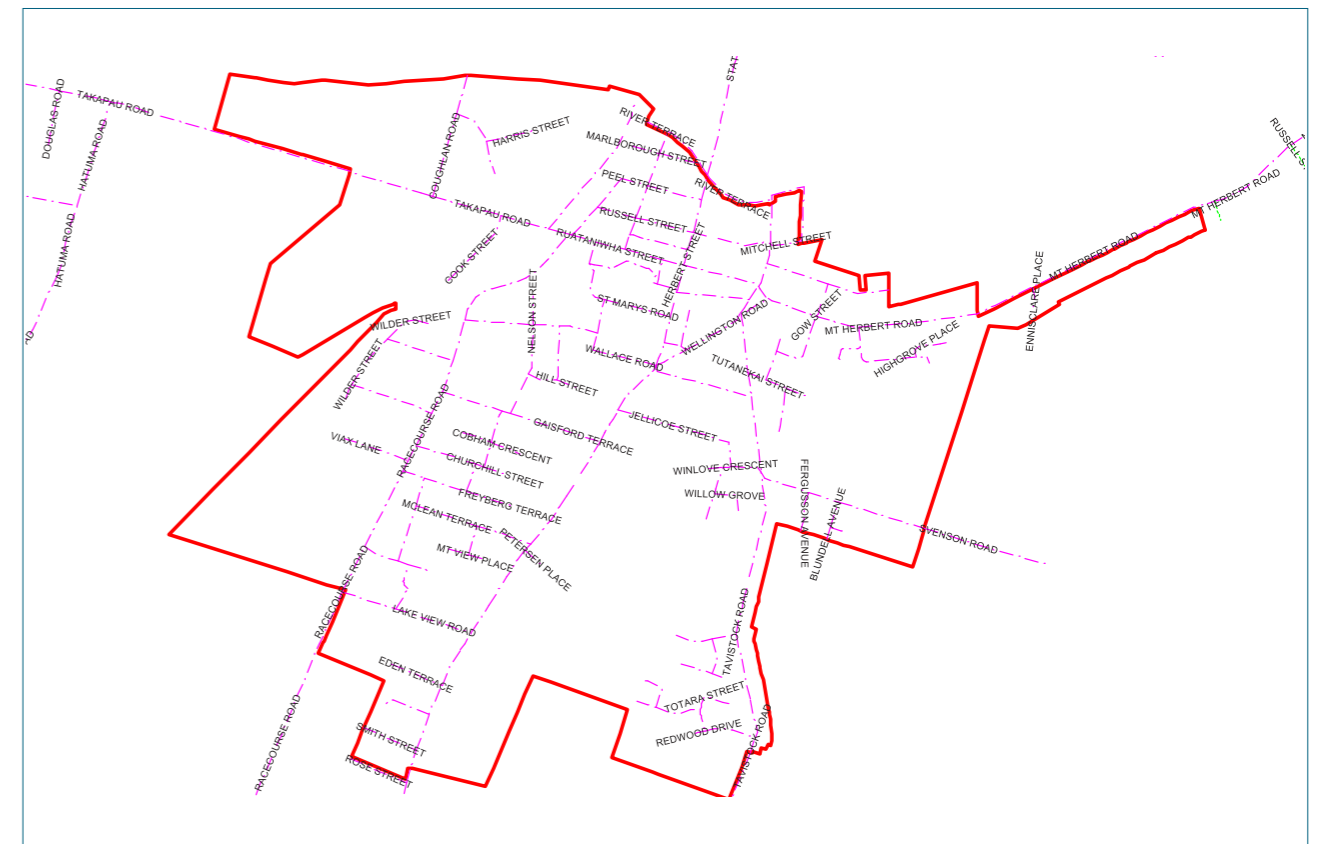 STAT
DOUGLAS ROAD
TAKAPAU ROAD
HATUMA ROAD
HATUMA ROAD
COUGHLAN ROAD
HARRIS STREET
RIVER TERRACE
MARLBOROUGH STREET
RUSSELL S
PEEL STREET
RIVER TERRACE
MT HERBERT ROAD
TAKAPAU ROAD
RUSSELL STREET
RUATANIWHA STREET
MITCHELL STREET
COOK STREET
HERBERT STREET
MT HERBERT ROAD
ENNISCLARE PLACE
NELSON STREET
ST MARYS ROAD
WELLINGTON ROAD
GOW STREET
WILDER STREET
MT HERBERT ROAD
HIGHGROVE PLACE
WALLACE ROAD
TUTANEKAI STREET
WILDER STREET
HILL STREET
RACECOURSE ROAD
JELLICOE STREET
GAISFORD TERRACE
VIAX LANE
COBHAM CRESCENT
CHURCHILL STREET
WINLOVE CRESCENT
WILLOW GROVE
FERGUSSON AVENUE
BLUNDELL AVENUE
FREYBERG TERRACE
MCLEAN TERRACE
PETERSEN PLACE
SVENSON ROAD
MT VIEW PLACE
RACECOURSE ROAD
LAKE VIEW ROAD
TAVISTOCK ROAD
EDEN TERRACE
TOTARA STREET
REDWOOD DRIVE
SMITH STREET
RACECOURSE ROAD
TAVISTOCK ROAD
ROSE STREET